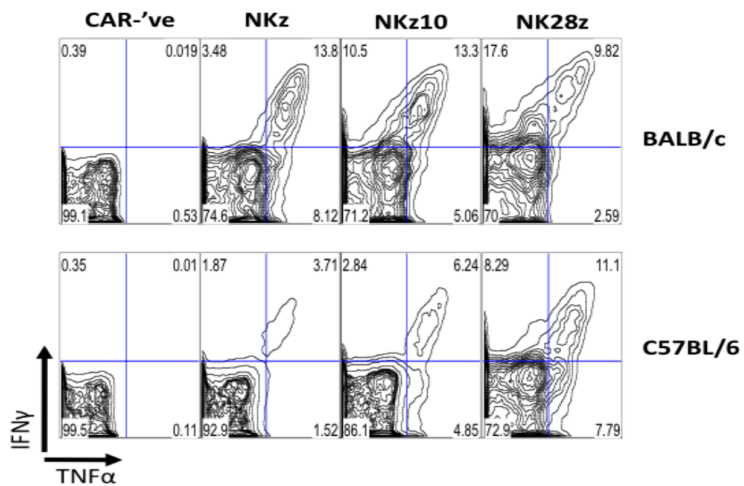 CAR-'ve NKz NKz10 NK28z
0.39 0.019 3.48 13.8 10.5 13.3 17.6 9.82
BALB/c
99.1 0.53 74.6 8.12 71.2 5.06 70 2.59
0.35 0.01 1.87 3.71 2.84 6.24 8.29 11.1
C57BL/6
99.5 0.11 92.9 1.52 86.1 4.85 72.9 7.79
IFNγ
TNFα